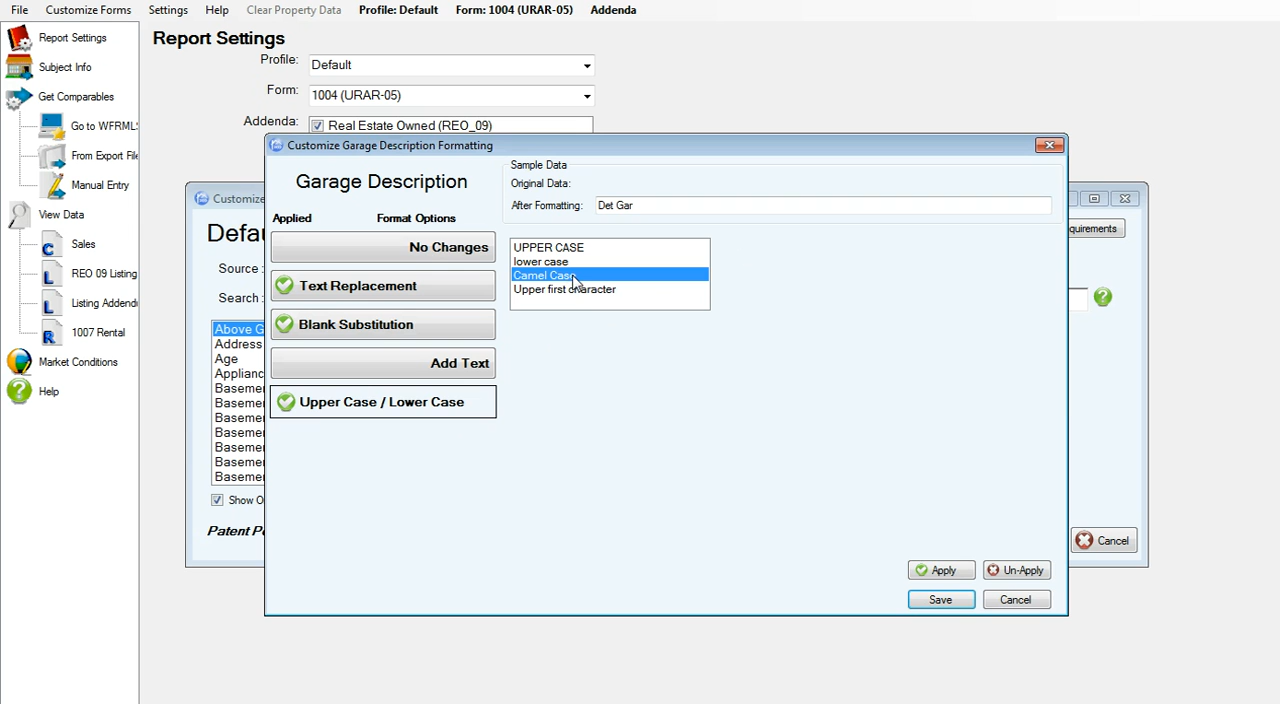 File Customize Forms Settings Help Clear Property Data Profile: Default Form: 1004 (URAR-05) Addenda
Report Settings
Subject Info
Get Comparables
Go to WFRMLS
From Export File
Manual Entry
View Data
Sales
REO 09 Listing
Listing Addend
1007 Rental
Market Conditions
Help
Report Settings
Profile: Default
Form: 1004 (URAR-05)
Addenda: Real Estate Owned (REO_09)
Customize
Source:
Search:
Above G
Address
Age
Applianc
Basemen
Basemen
Basemen
Basemen
Basemen
Basemen
Basemen
Show O
Patent P
quirements
Cancel
Customize Garage Description Formatting
Garage Description
Applied Format Options
No Changes
Text Replacement
Blank Substitution
Add Text
Upper Case / Lower Case
Sample Data
Original Data:
After Formatting: Det Gar
UPPER CASE
lower case
Camel Case
Upper first character
Apply Un-Apply
Save Cancel